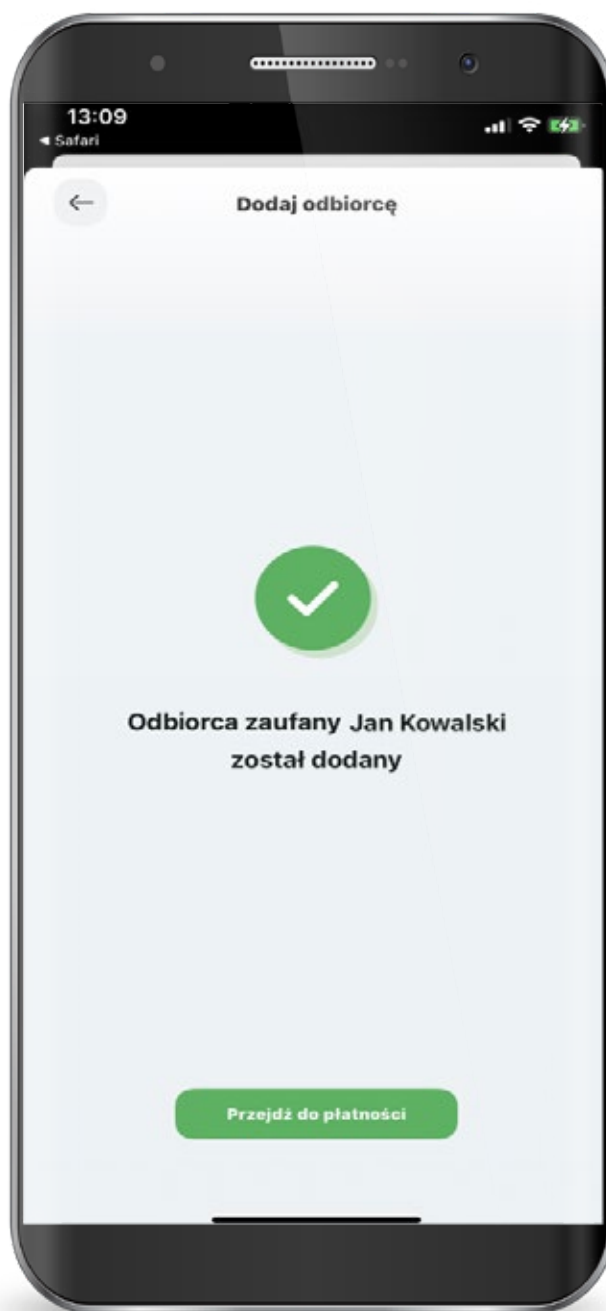 13:09
Safari
Dodaj odbiorcę
Odbiorca zaufany Jan Kowalski
został dodany
Przejdź do płatności